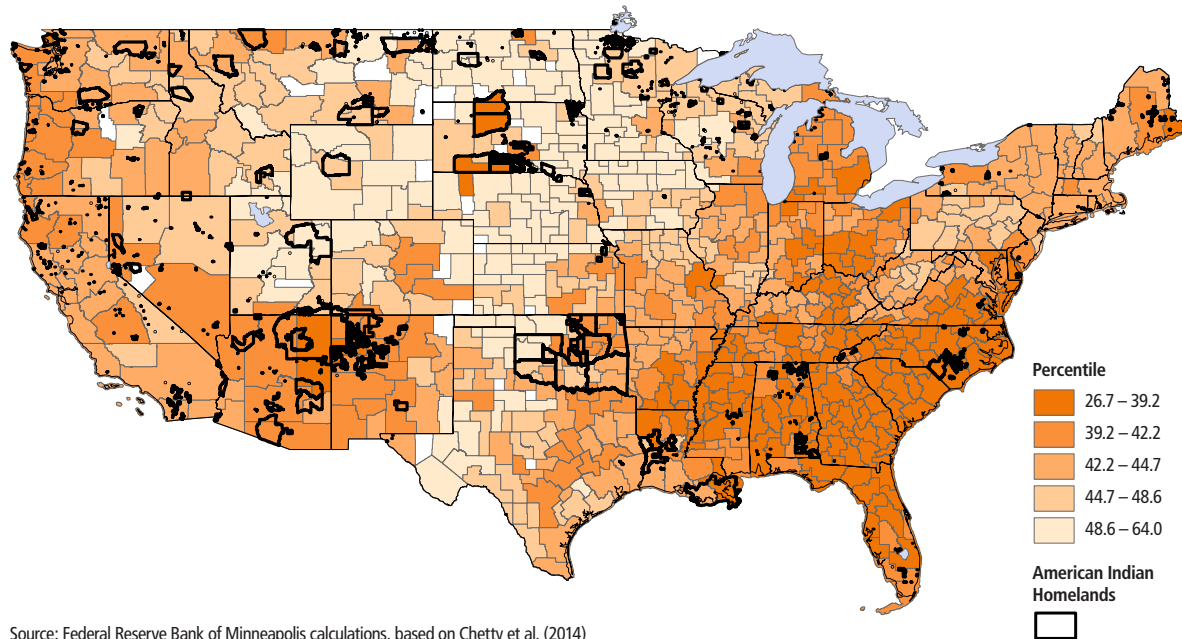 Percentile
26.7 – 39.2
39.2 – 42.2
42.2 – 44.7
44.7 – 48.6
48.6 – 64.0
American Indian
Homelands
Source: Federal Reserve Bank of Minneapolis calculations, based on Chetty et al. (2014)